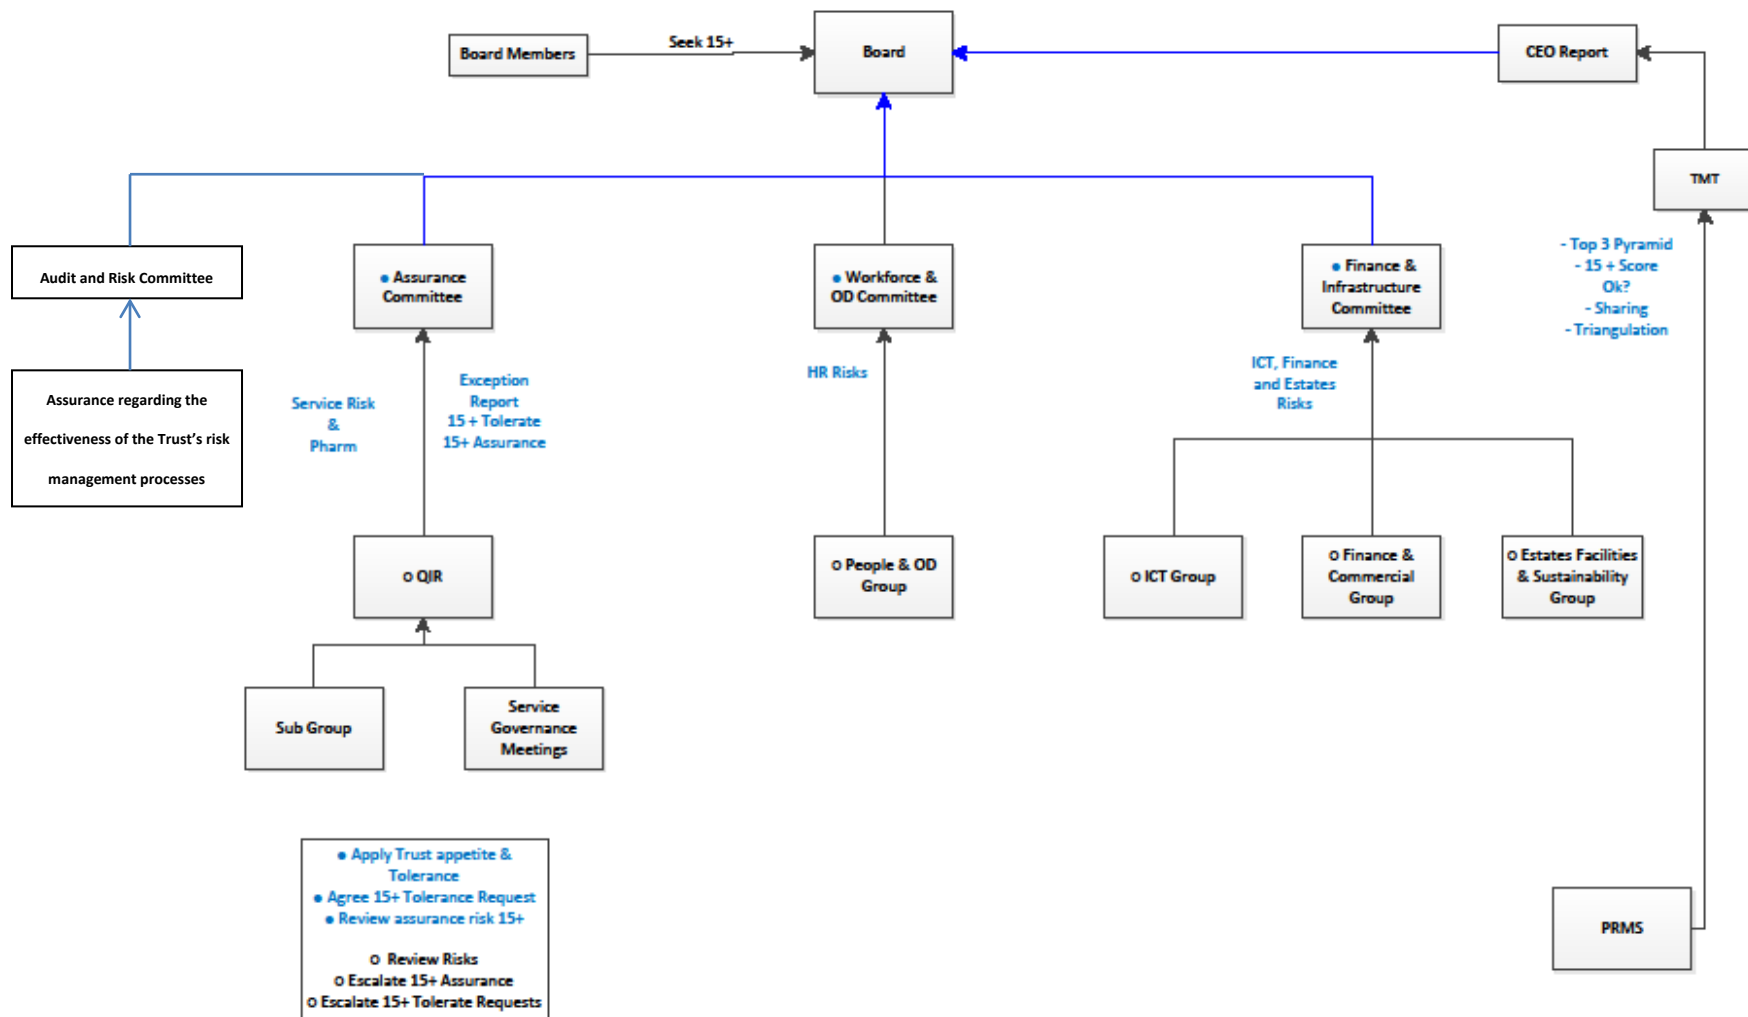 Board Members
Seek 15+
Board
CEO Report
TMT
Audit and Risk Committee
● Assurance
Committee
● Workforce &
OD Committee
● Finance &
Infrastructure
Committee
- Top 3 Pyramid
- 15 + Score
Ok?
- Sharing
- Triangulation
Assurance regarding the
effectiveness of the Trust’s risk
management processes
Service Risk
&
Pharm
Exception
Report
15 + Tolerate
15+ Assurance
HR Risks
ICT, Finance
and Estates
Risks
O QIR
O People & OD
Group
O ICT Group
O Finance &
Commercial
Group
O Estates Facilities
& Sustainability
Group
Sub Group
Service
Governance
Meetings
● Apply Trust appetite &
Tolerance
● Agree 15+ Tolerance Request
● Review assurance risk 15+
O Review Risks
O Escalate 15+ Assurance
O Escalate 15+ Tolerate Requests
PRMS